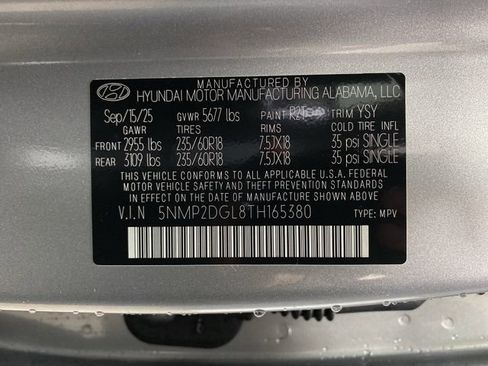 MANUFACTURED BY
HYUNDAI MOTOR MANUFACTURING ALABAMA, LLC
Sep/15/25 GVWR 5677 lbs PAINT TRIM YSY
GAWR TIRES RIMS COLD TIRE INFL
FRONT 2955 lbs 235/60R18 7.5JX18 35 psi SINGLE
REAR 3109 lbs 235/60R18 7.5JX18 35 psi SINGLE
THIS VEHICLE CONFORMS TO ALL APPLICABLE U.S.A. FEDERAL
MOTOR VEHICLE SAFETY AND THEFT PREVENTION STANDARDS
IN EFFECT ON THE DATE OF MANUFACTURE SHOWN ABOVE.
V.I.N 5NMP2DGL8TH165380 TYPE: MPV